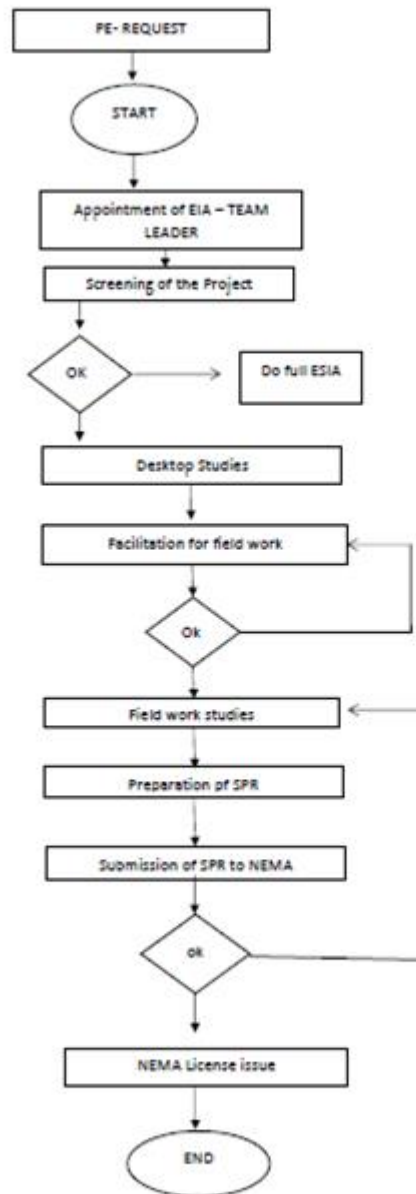 PE- REQUEST
START
Appointment of EIA – TEAM
LEADER
Screening of the Project
OK
Do full ESIA
Desktop Studies
Facilitation for field work
Ok
Field work studies
Preparation pf SPR
Submission of SPR to NEMA
ok
NEMA License issue
END